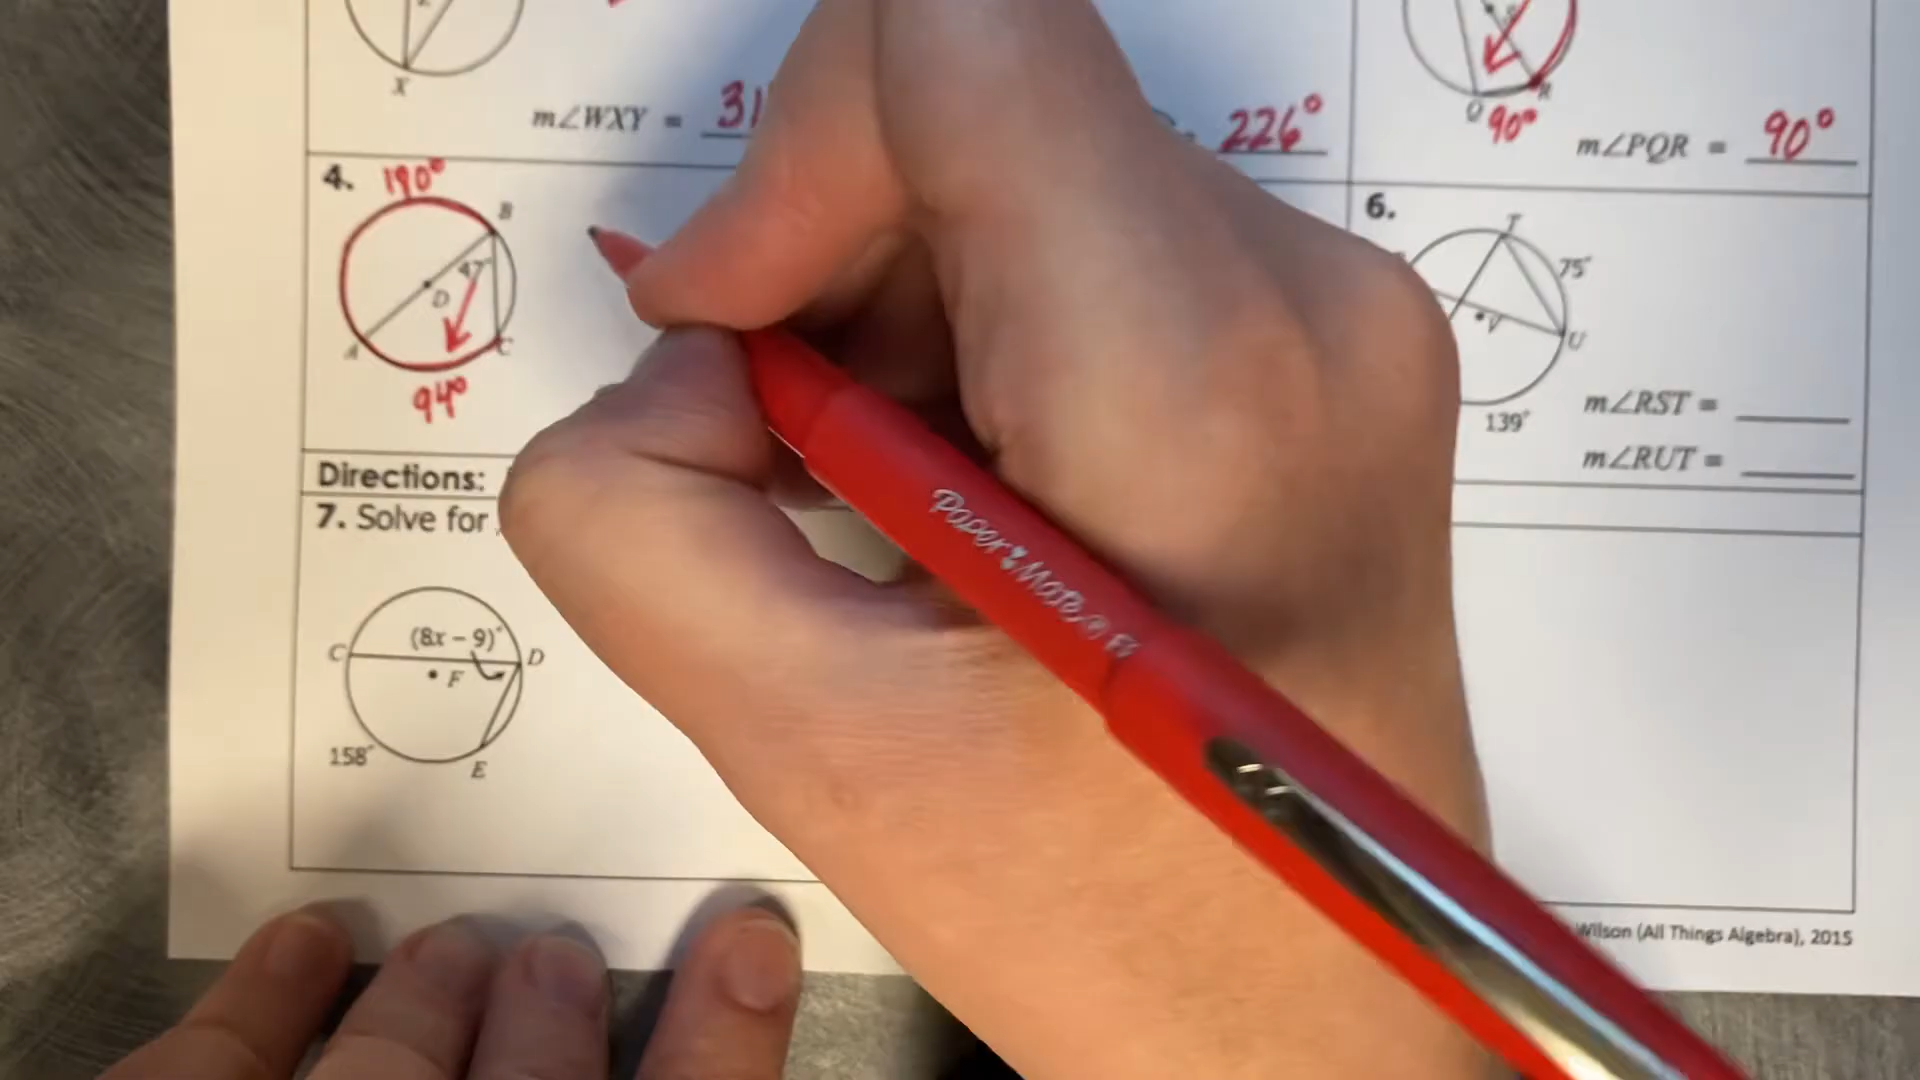 X
m∠WXY = 31
226°
Q 90° R
m∠PQR = 90°
4. 190°
B
47°
D
A
C
94°
6.
T
75°
V
U
139°
m∠RST =
m∠RUT =
Directions:
7. Solve for
(8x − 9)°
C
D
F
158°
E
Paper Mate® Fl
Wilson (All Things Algebra), 2015